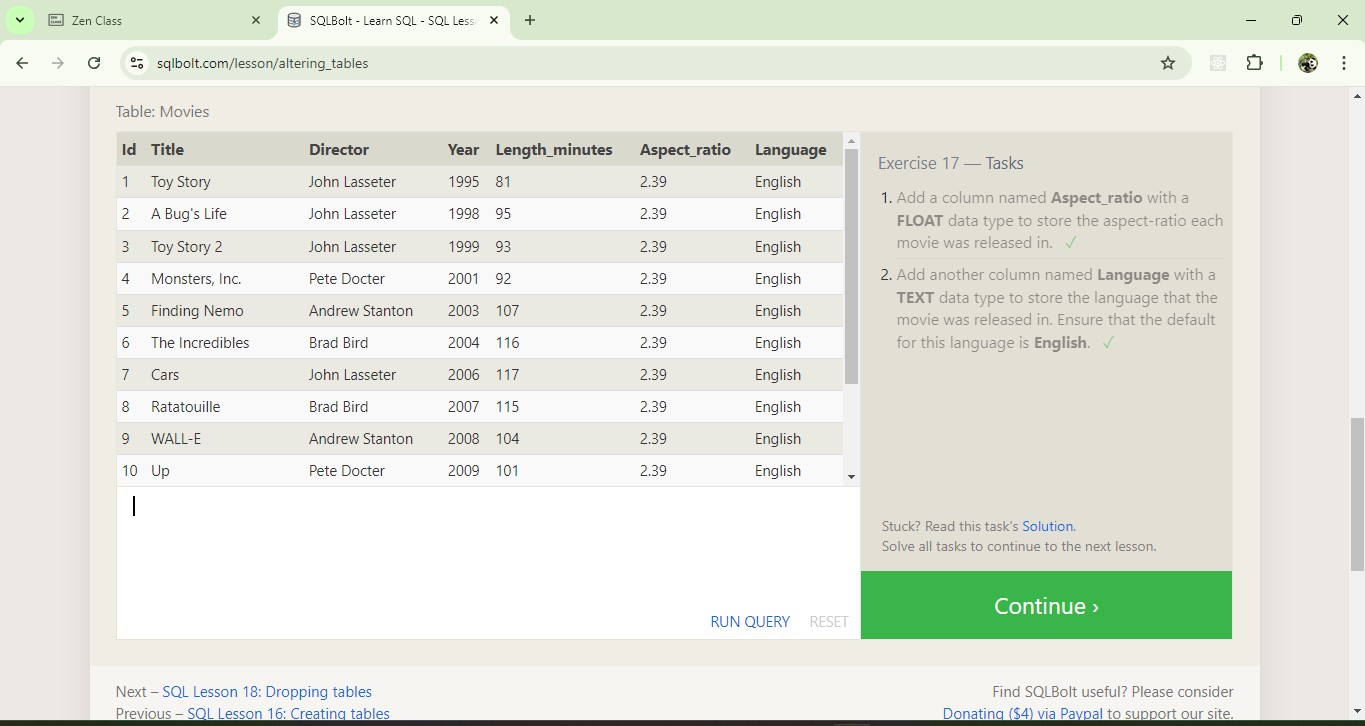 Zen Class
SQLBolt - Learn SQL - SQL Less
sqlbolt.com/lesson/altering_tables
Table: Movies
Id Title Director Year Length_minutes Aspect_ratio Language
1 Toy Story John Lasseter 1995 81 2.39 English
2 A Bug's Life John Lasseter 1998 95 2.39 English
3 Toy Story 2 John Lasseter 1999 93 2.39 English
4 Monsters, Inc. Pete Docter 2001 92 2.39 English
5 Finding Nemo Andrew Stanton 2003 107 2.39 English
6 The Incredibles Brad Bird 2004 116 2.39 English
7 Cars John Lasseter 2006 117 2.39 English
8 Ratatouille Brad Bird 2007 115 2.39 English
9 WALL-E Andrew Stanton 2008 104 2.39 English
10 Up Pete Docter 2009 101 2.39 English
RUN QUERY RESET
Exercise 17 — Tasks
1. Add a column named Aspect_ratio with a
FLOAT data type to store the aspect-ratio each
movie was released in. ✓
2. Add another column named Language with a
TEXT data type to store the language that the
movie was released in. Ensure that the default
for this language is English. ✓
Stuck? Read this task's Solution.
Solve all tasks to continue to the next lesson.
Continue ›
Next – SQL Lesson 18: Dropping tables
Previous – SQL Lesson 16: Creating tables
Find SQLBolt useful? Please consider
Donating ($4) via Paypal to support our site.